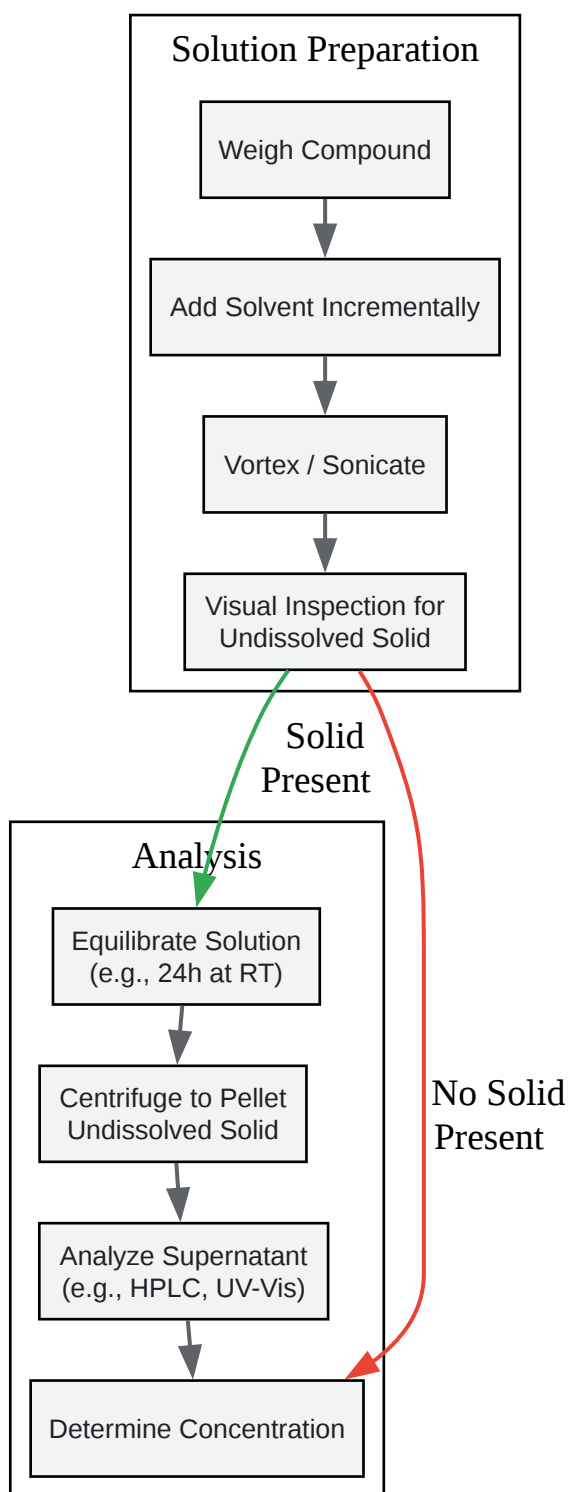 Solution Preparation
Weigh Compound
Add Solvent Incrementally
Vortex / Sonicate
Visual Inspection for
Undissolved Solid
Solid
Present
Analysis
Equilibrate Solution
(e.g., 24h at RT)
Centrifuge to Pellet
Undissolved Solid
No Solid
Present
Analyze Supernatant
(e.g., HPLC, UV-Vis)
Determine Concentration